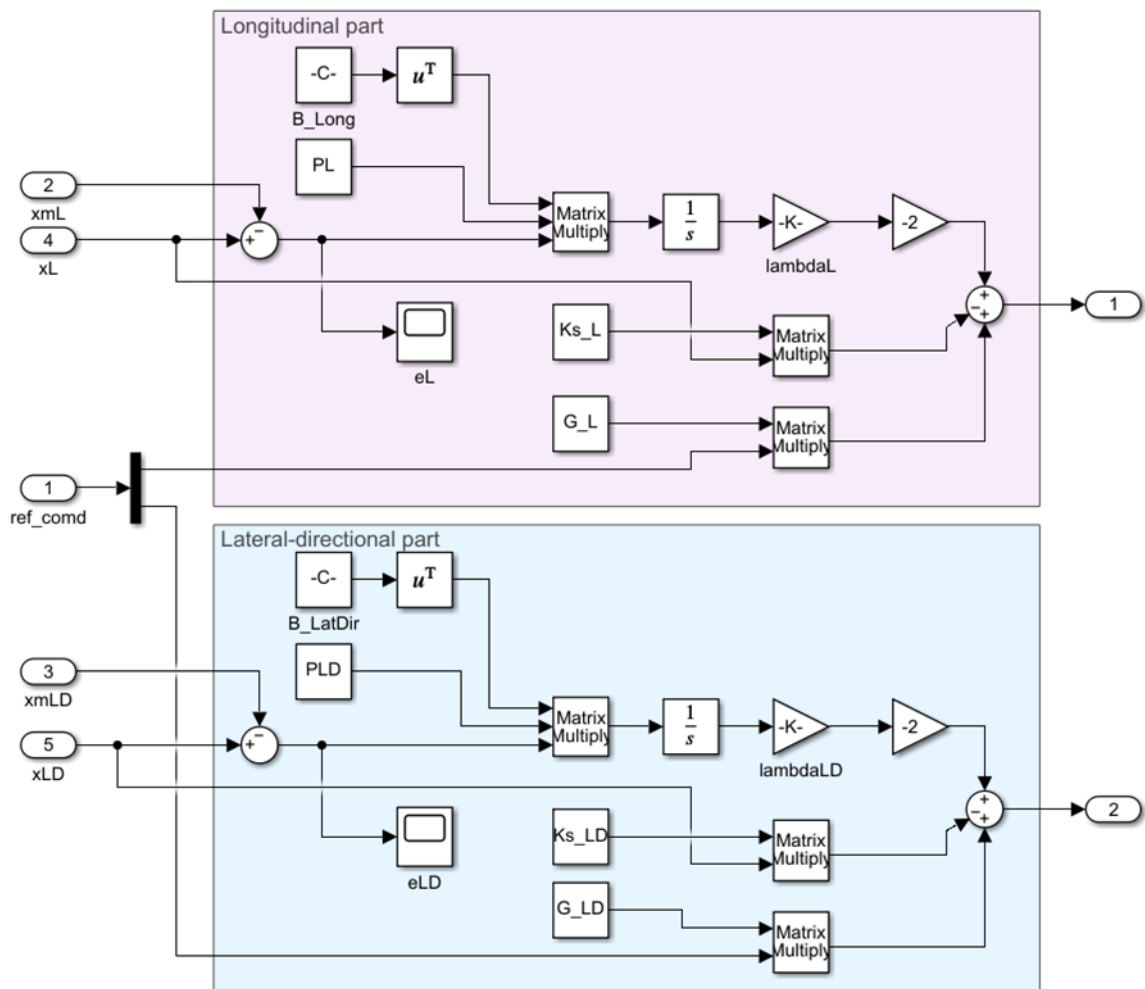 Longitudinal part
-C-
uᵀ
B_Long
PL
2
xmL
Matrix
Multiply
1
s
-K-
-2
lambdaL
4
xL
+
−
eL
Ks_L
Matrix
Multiply
+
−
+
1
G_L
Matrix
Multiply
1
ref_comd
Lateral-directional part
-C-
uᵀ
B_LatDir
PLD
3
xmLD
Matrix
Multiply
1
s
-K-
-2
lambdaLD
5
xLD
+
−
eLD
Ks_LD
Matrix
Multiply
+
−
+
2
G_LD
Matrix
Multiply